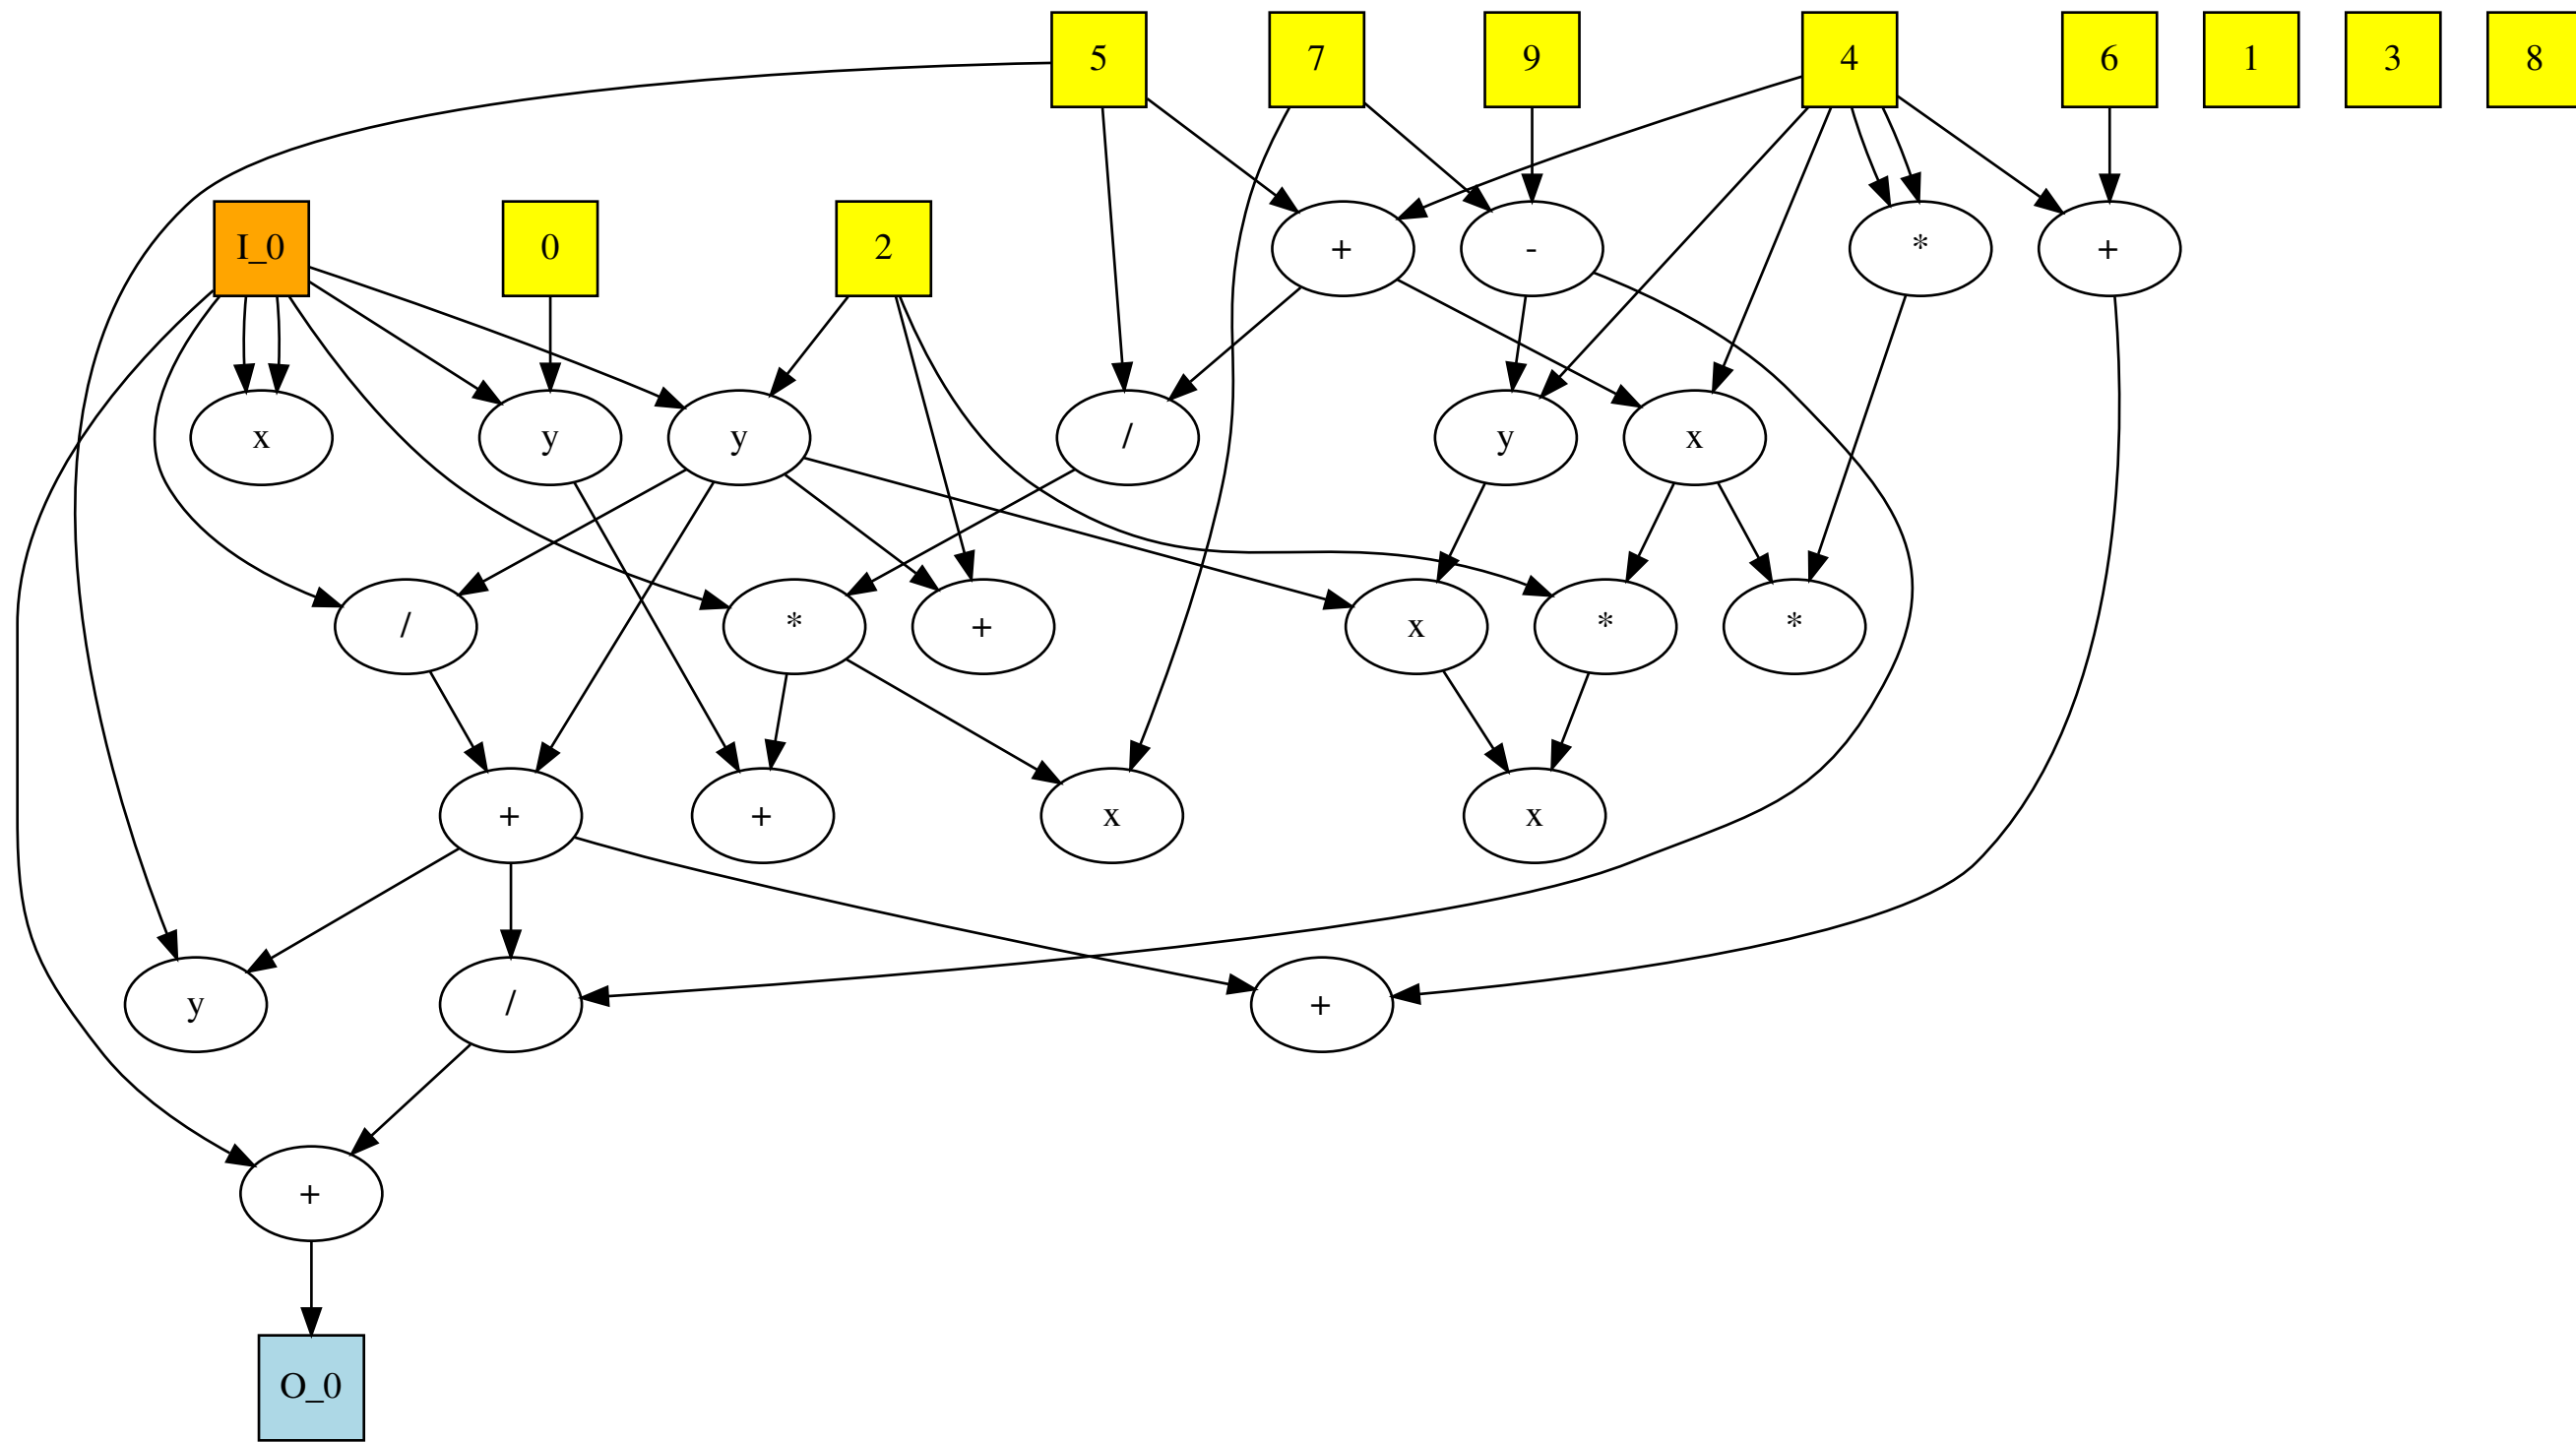 5 7 9 4 6 1 3 8
I_0 0 2 + - * +
x y y / y x
/ * + x * *
+ + x x
y / +
+
O_0